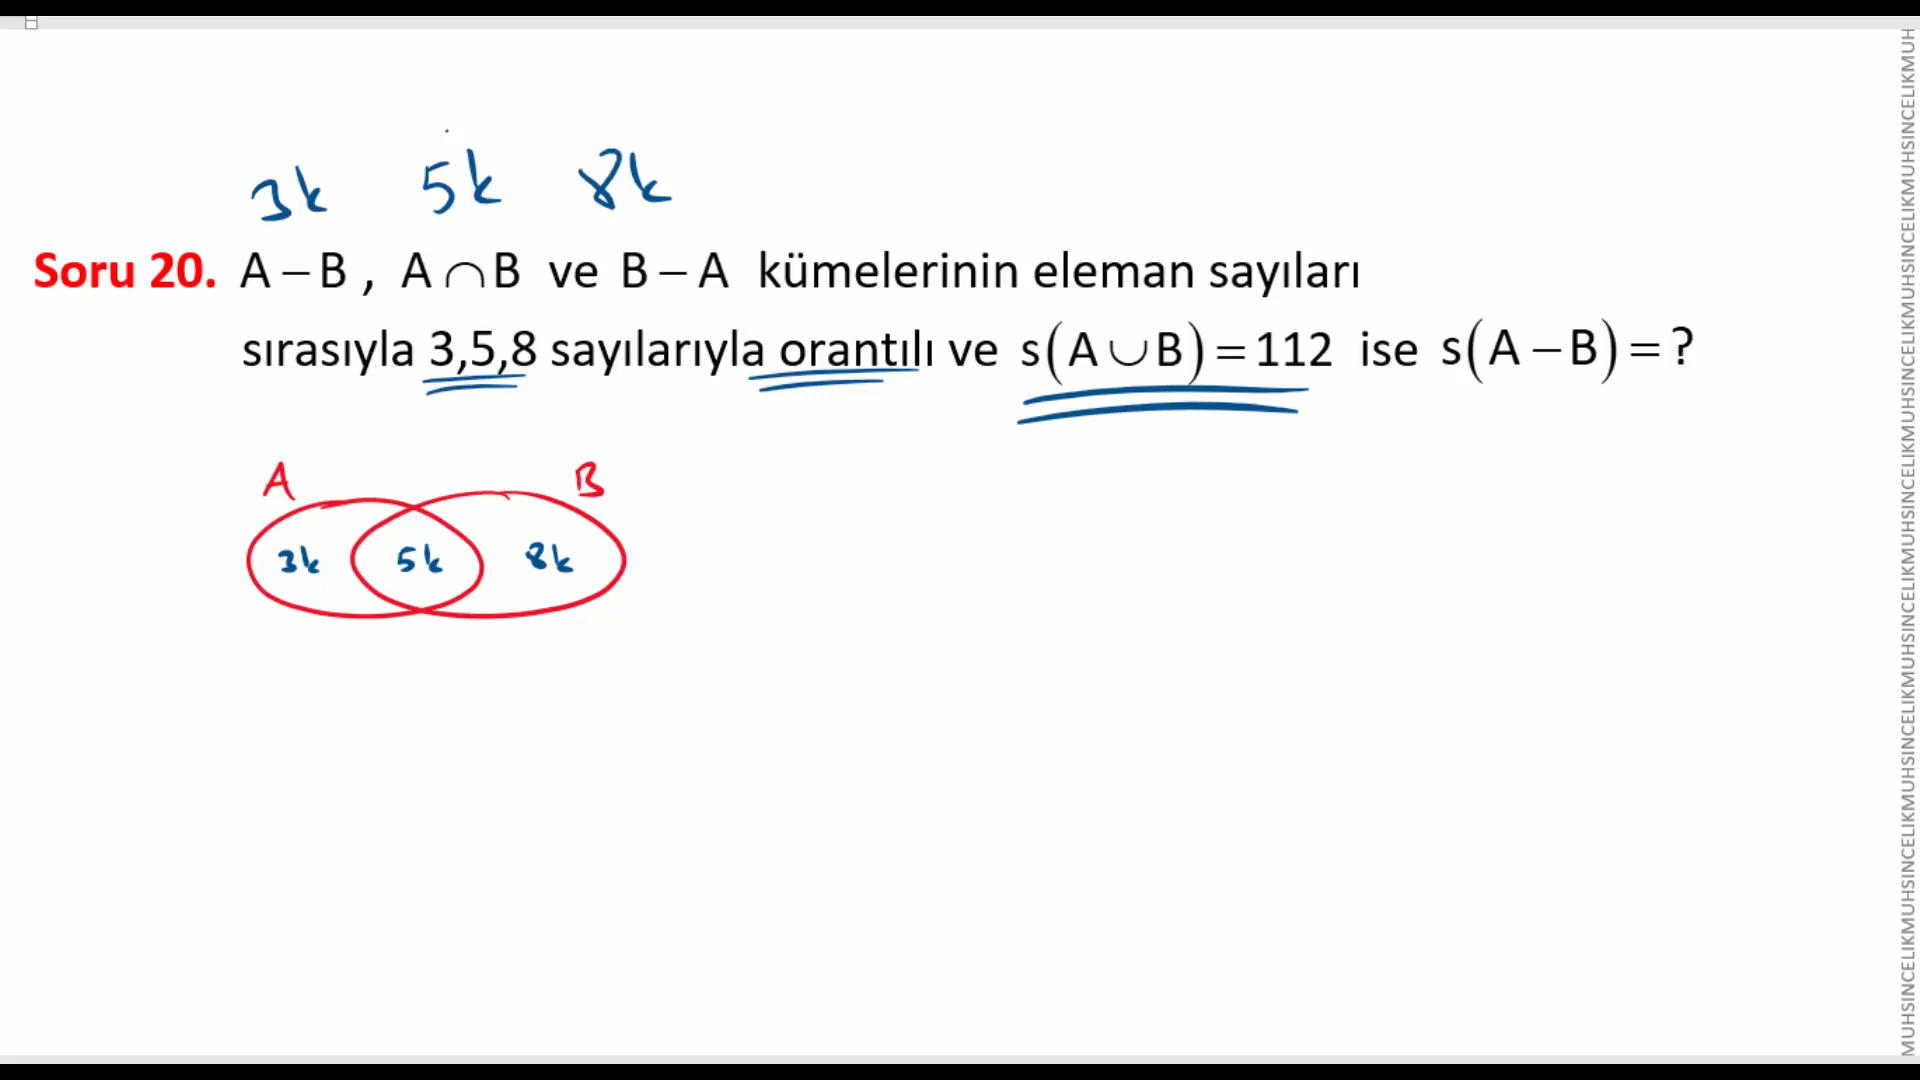 3k 5k 8k
Soru 20. A – B , A ∩ B ve B – A kümelerinin eleman sayıları
sırasıyla 3,5,8 sayılarıyla orantılı ve s(A ∪ B) = 112 ise s(A – B) = ?
A B
3k 5k 8k
MUHSINCELIKMUHSINCELIKMUHSINCELIKMUHSINCELIKMUHSINCELIKMUHSINCELIKMUHSINCELIKMUHSINCELIKMUH